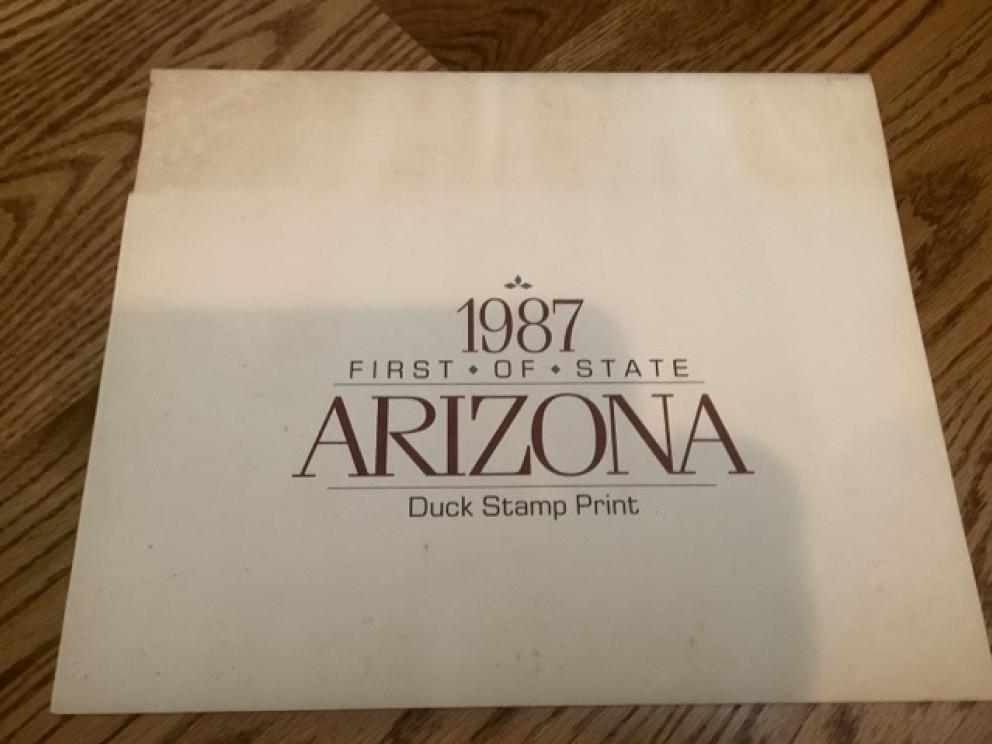 1987
FIRST • OF • STATE
ARIZONA
Duck Stamp Print